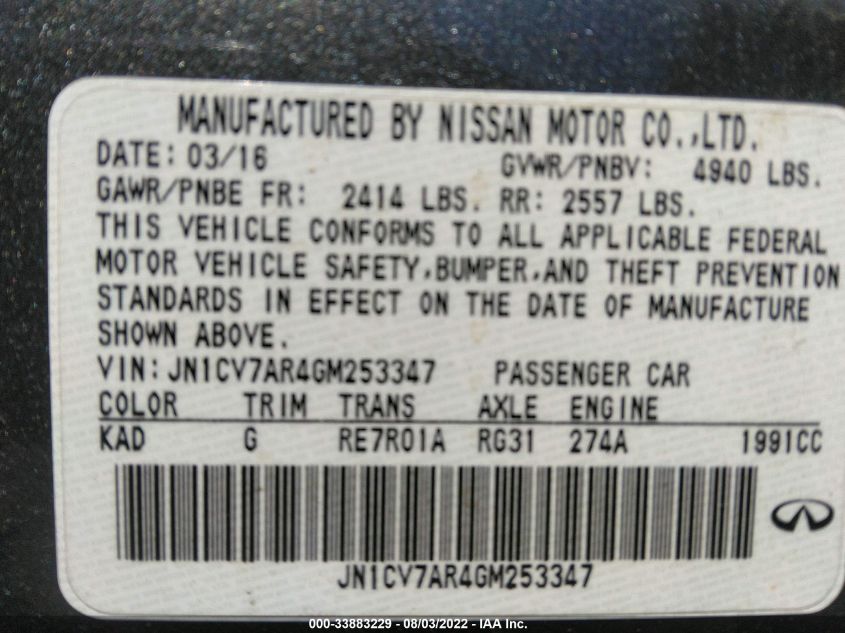 MANUFACTURED BY NISSAN MOTOR CO.,LTD.
DATE: 03/16 GVWR/PNBV: 4940 LBS.
GAWR/PNBE FR: 2414 LBS. RR: 2557 LBS.
THIS VEHICLE CONFORMS TO ALL APPLICABLE FEDERAL
MOTOR VEHICLE SAFETY,BUMPER,AND THEFT PREVENTION
STANDARDS IN EFFECT ON THE DATE OF MANUFACTURE
SHOWN ABOVE.
VIN: JN1CV7AR4GM253347 PASSENGER CAR
COLOR TRIM TRANS AXLE ENGINE
KAD G RE7R01A RG31 274A 1991CC
JN1CV7AR4GM253347
000-33883229 - 08/03/2022 - IAA Inc.